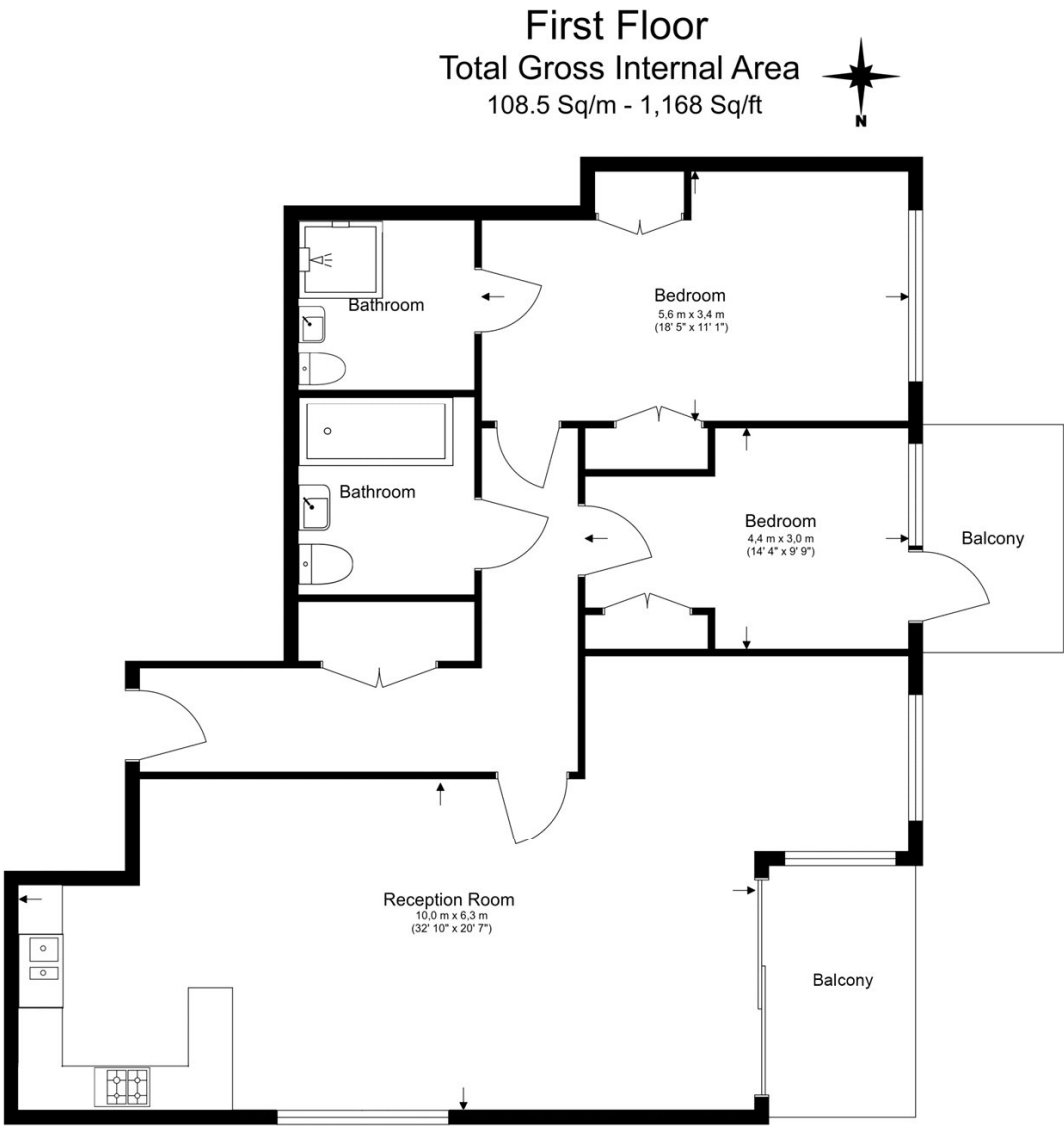 First Floor
Total Gross Internal Area
108.5 Sq/m - 1,168 Sq/ft
N
Bathroom
Bedroom
5,6 m x 3,4 m
(18' 5" x 11' 1")
Bathroom
Bedroom
4,4 m x 3,0 m
(14' 4" x 9' 9")
Balcony
Reception Room
10,0 m x 6,3 m
(32' 10" x 20' 7")
Balcony